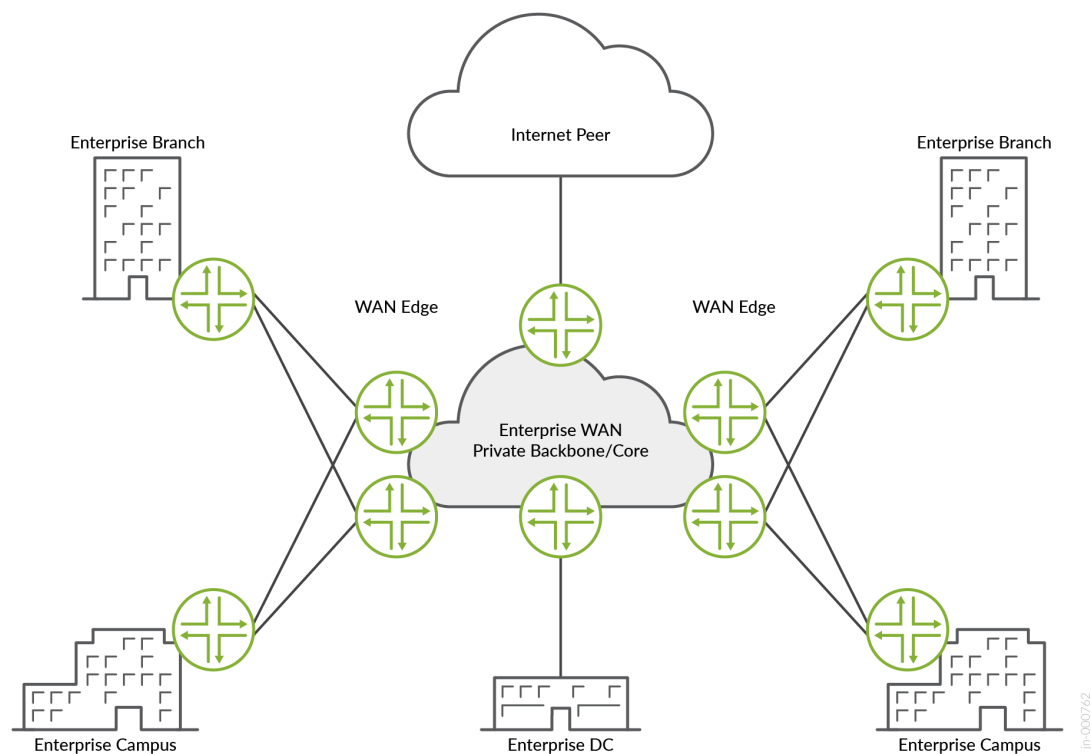 Internet Peer
Enterprise Branch
Enterprise Branch
WAN Edge
WAN Edge
Enterprise WAN
Private Backbone/Core
Enterprise Campus
Enterprise DC
Enterprise Campus
jn-000762